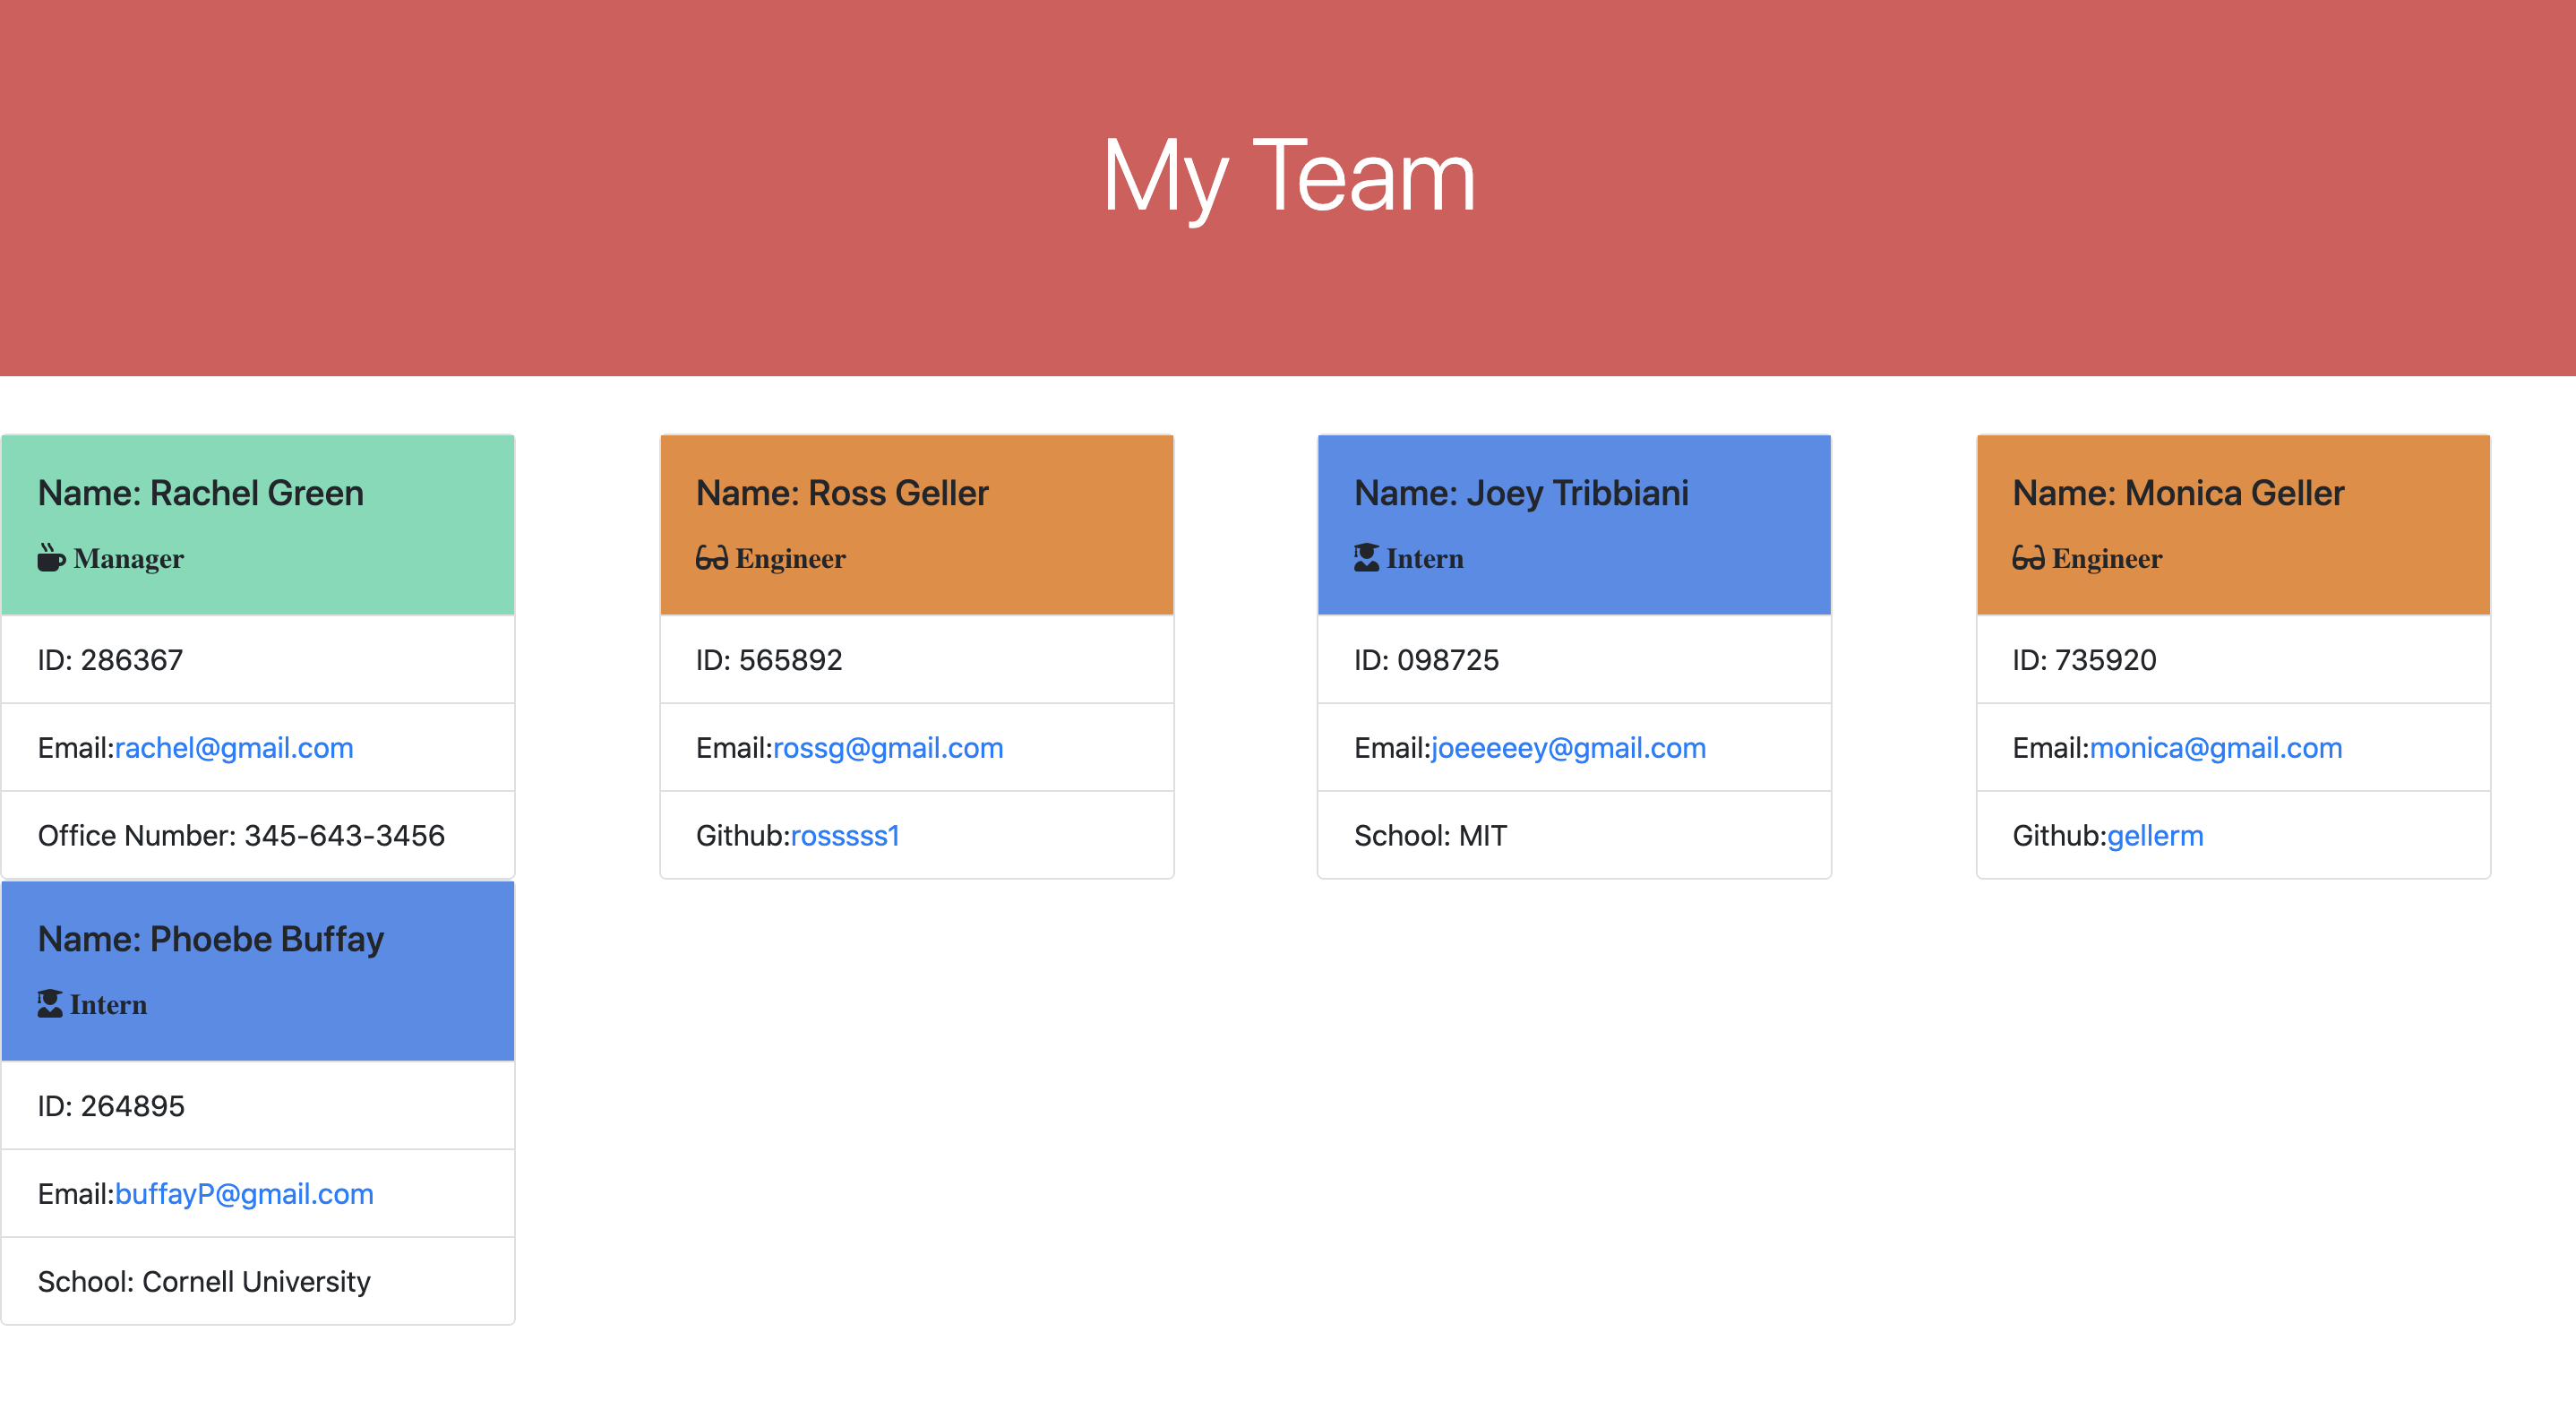 My Team
Name: Rachel Green
Manager
ID: 286367
Email:rachel@gmail.com
Office Number: 345-643-3456
Name: Ross Geller
Engineer
ID: 565892
Email:rossg@gmail.com
Github:rosssss1
Name: Joey Tribbiani
Intern
ID: 098725
Email:joeeeeey@gmail.com
School: MIT
Name: Monica Geller
Engineer
ID: 735920
Email:monica@gmail.com
Github:gellerm
Name: Phoebe Buffay
Intern
ID: 264895
Email:buffayP@gmail.com
School: Cornell University